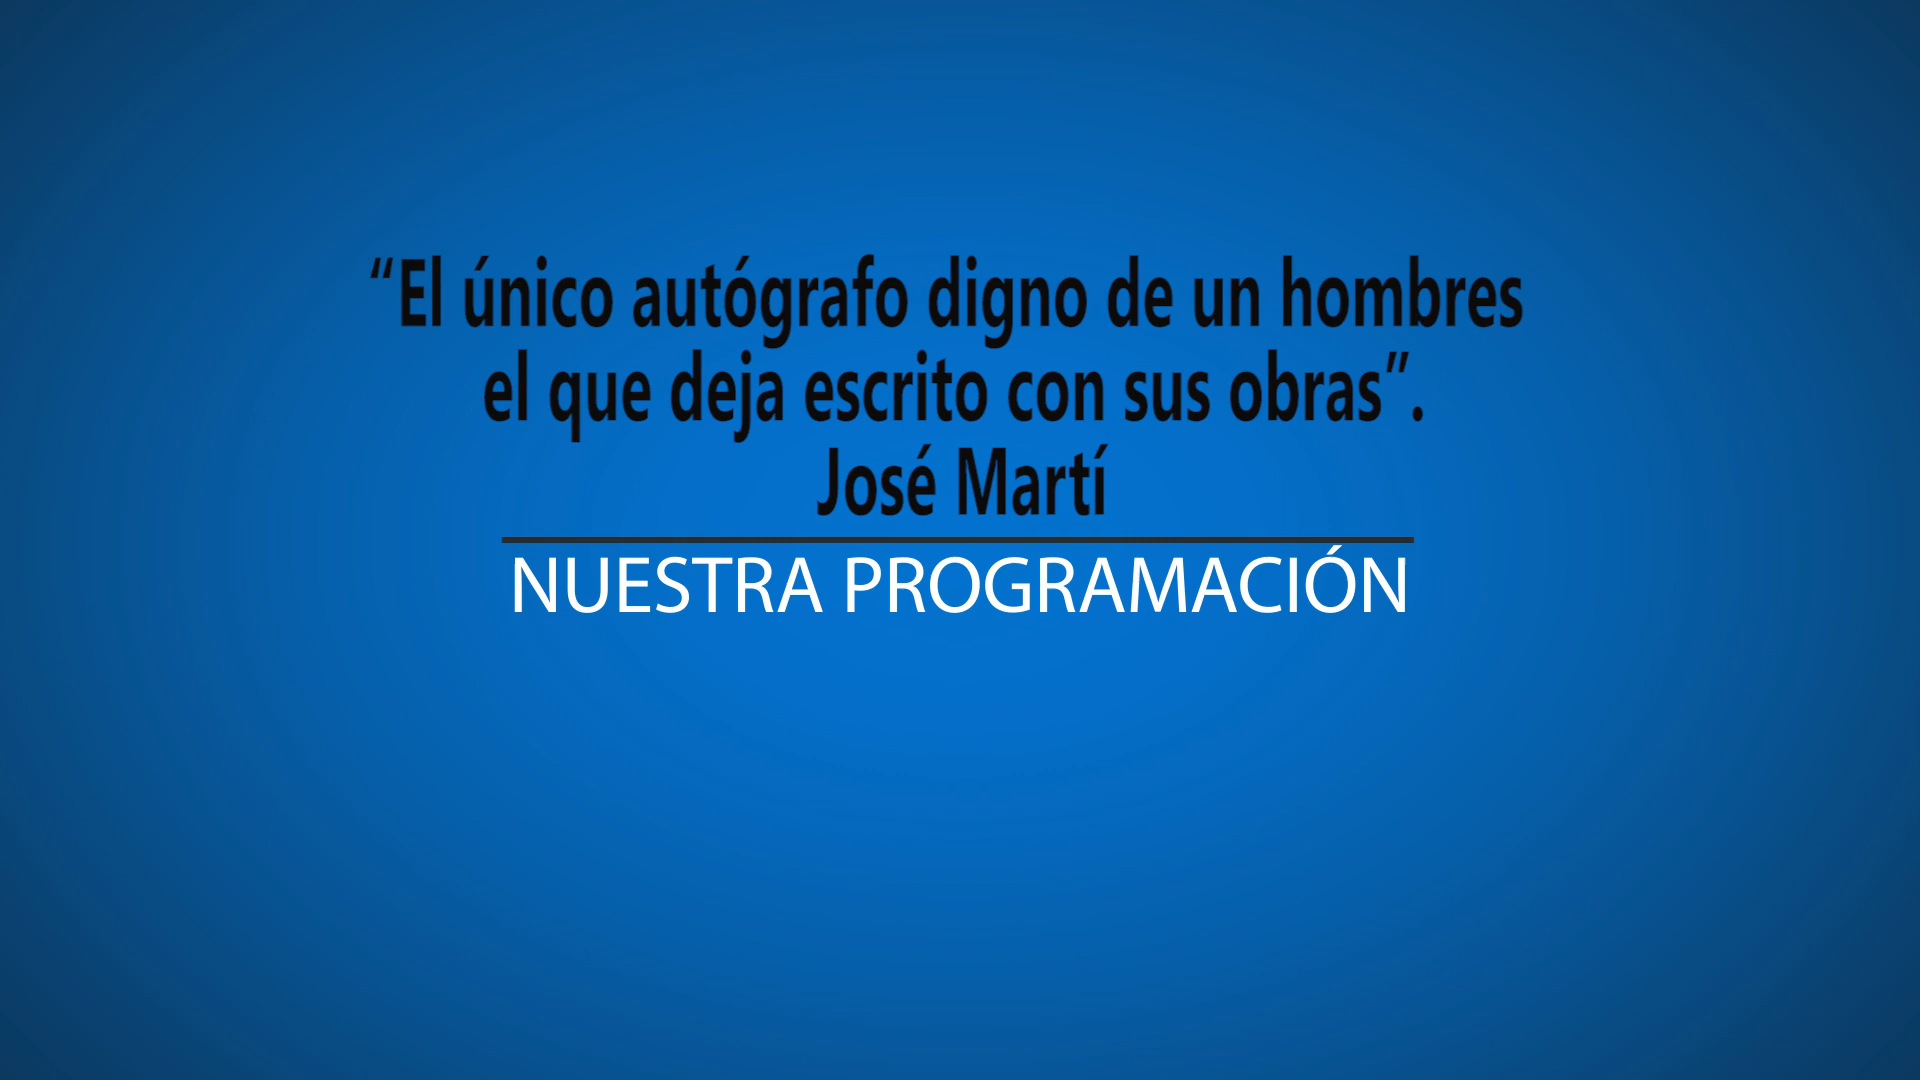 “El único autógrafo digno de un hombres
el que deja escrito con sus obras”.
José Martí
NUESTRA PROGRAMACIÓN